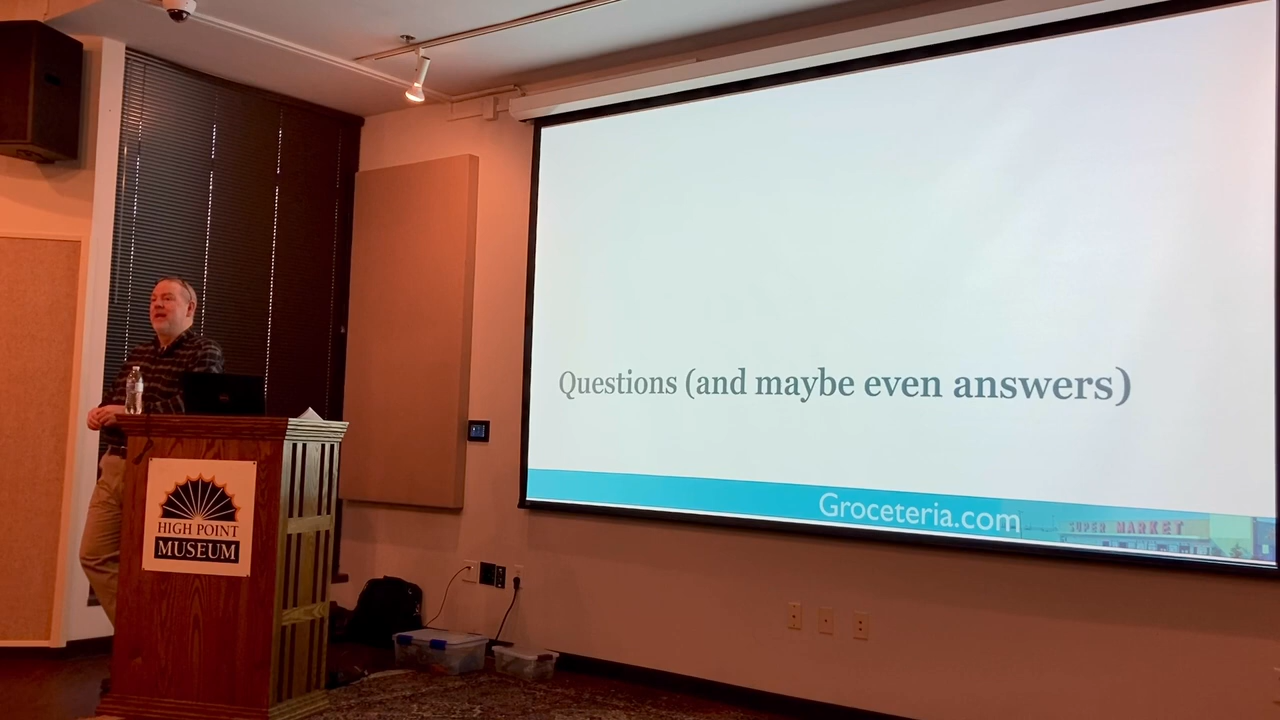 Questions (and maybe even answers)
Groceteria.com
SUPER MARKET
HIGH POINT
MUSEUM